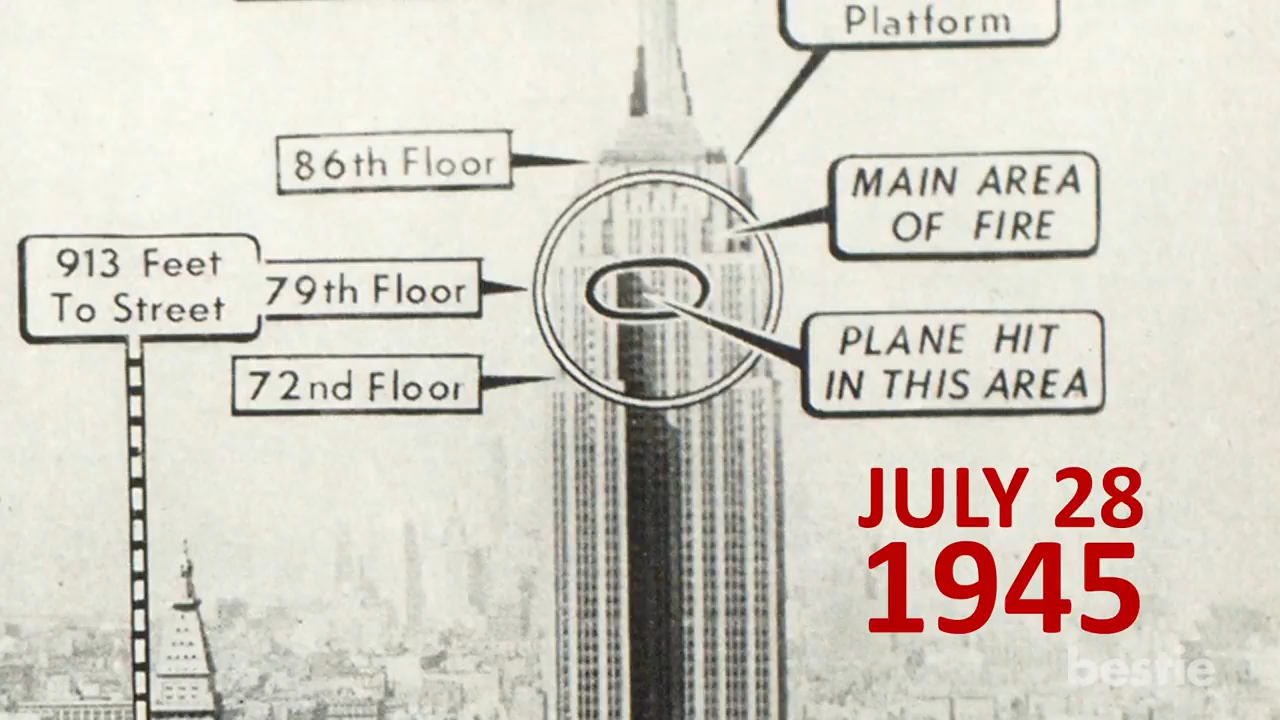 Platform
86th Floor
MAIN AREA
OF FIRE
913 Feet
To Street
79th Floor
PLANE HIT
IN THIS AREA
72nd Floor
JULY 28
1945
bestie